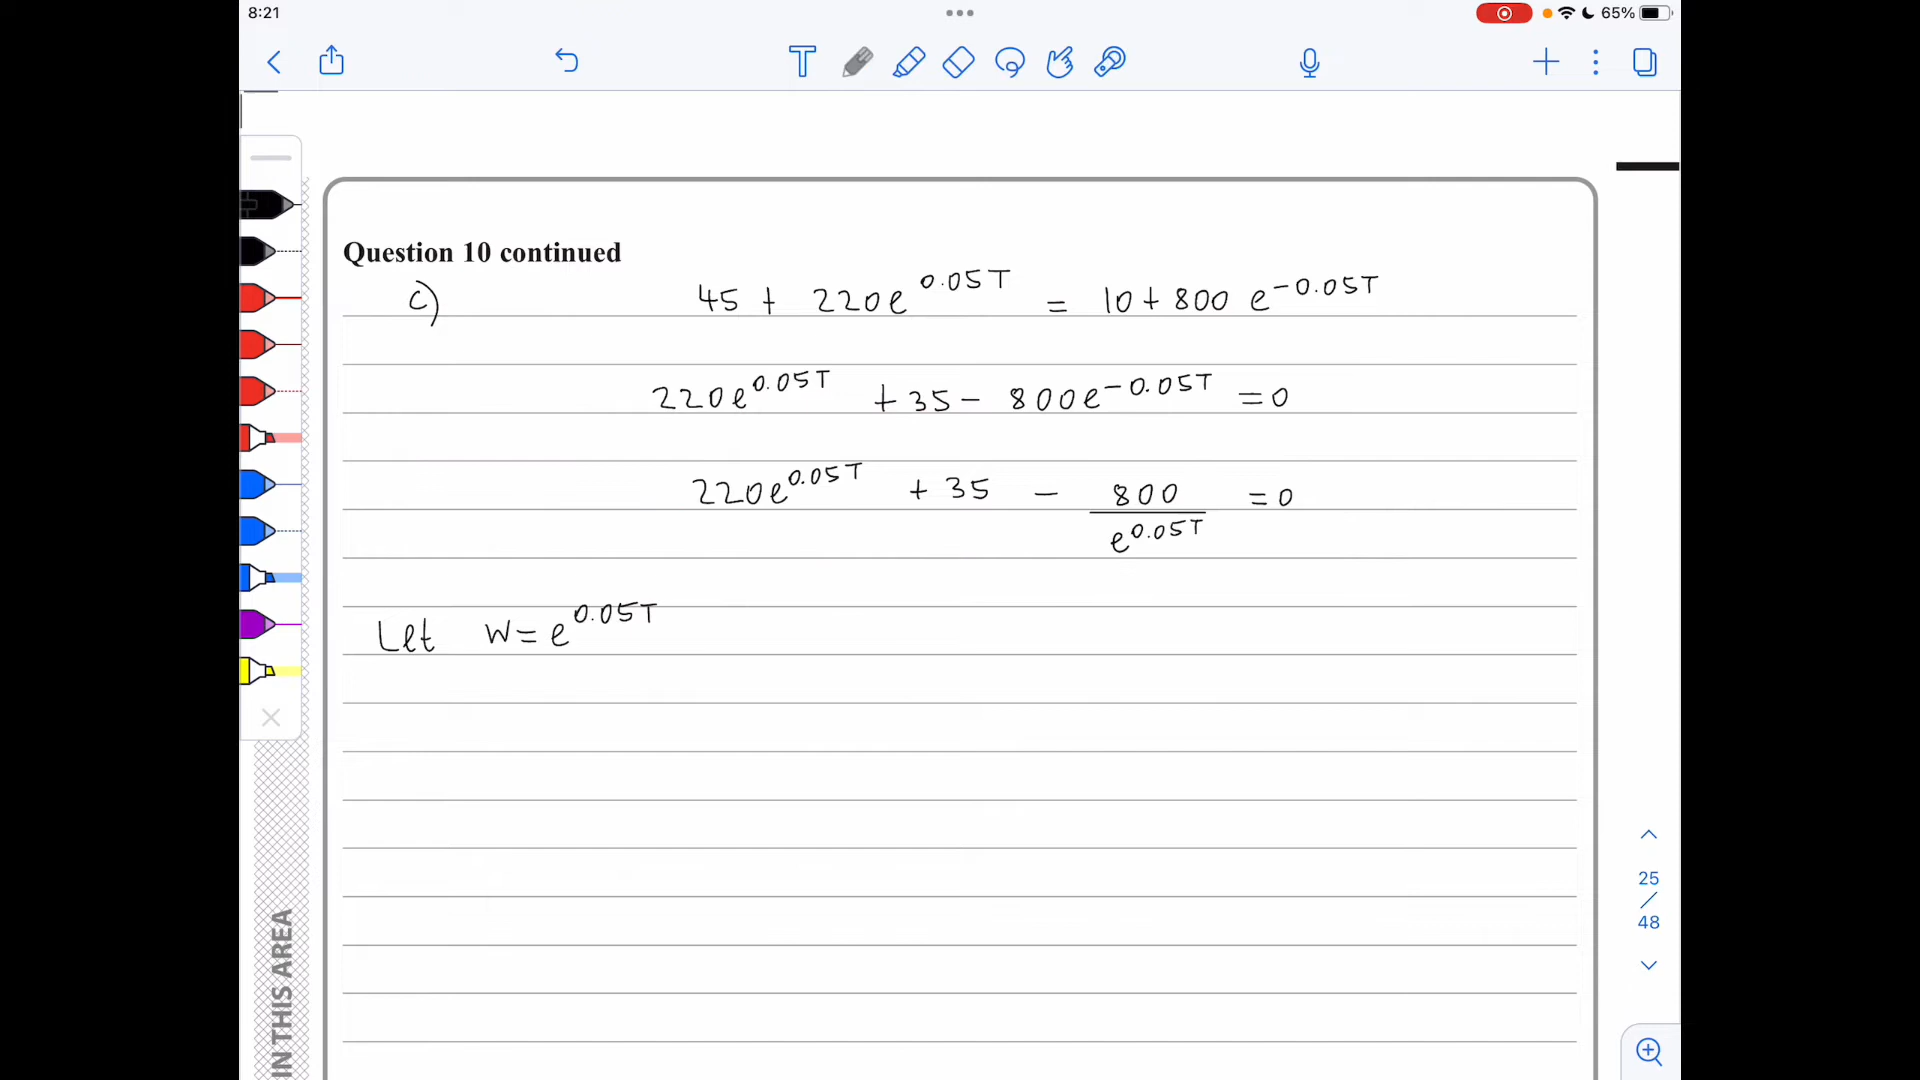 8:21
65%
T
Question 10 continued
c) 45 + 220e^0.05T = 10 + 800 e^-0.05T
220e^0.05T + 35 - 800e^-0.05T = 0
220e^0.05T + 35 - 800/e^0.05T = 0
Let W = e^0.05T
25
/
48
IN THIS AREA